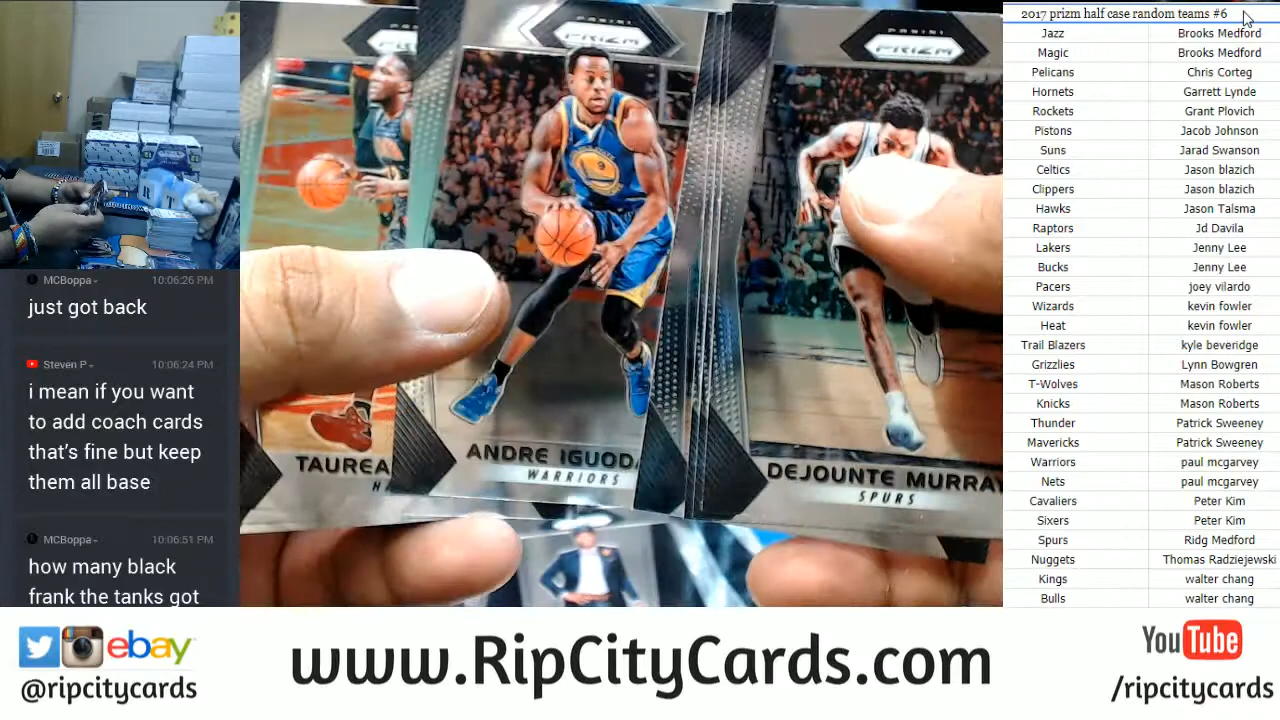 MCBoppa
10:06:26 PM
just got back
Steven P
10:06:24 PM
i mean if you want
to add coach cards
that's fine but keep
them all base
MCBoppa
10:06:51 PM
how many black
frank the tanks got
PANINI
PRIZM
PANINI
PRIZM
TAUREA
ANDRE IGUOD
WARRIORS
DEJOUNTE MURRAY
SPURS
2017 prizm half case random teams #6
Jazz Brooks Medford
Magic Brooks Medford
Pelicans Chris Corteg
Hornets Garrett Lynde
Rockets Grant Plovich
Pistons Jacob Johnson
Suns Jarad Swanson
Celtics Jason blazich
Clippers Jason blazich
Hawks Jason Talsma
Raptors Jd Davila
Lakers Jenny Lee
Bucks Jenny Lee
Pacers joey vilardo
Wizards kevin fowler
Heat kevin fowler
Trail Blazers kyle beveridge
Grizzlies Lynn Bowgren
T-Wolves Mason Roberts
Knicks Mason Roberts
Thunder Patrick Sweeney
Mavericks Patrick Sweeney
Warriors paul mcgarvey
Nets paul mcgarvey
Cavaliers Peter Kim
Sixers Peter Kim
Spurs Ridg Medford
Nuggets Thomas Radziejewski
Kings walter chang
Bulls walter chang
ebay
@ripcitycards
www.RipCityCards.com
YouTube
/ripcitycards